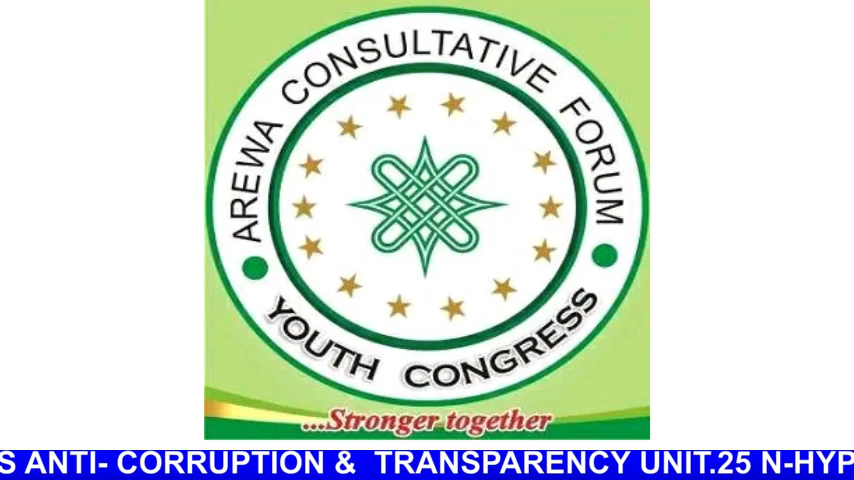 AREWA CONSULTATIVE FORUM
YOUTH CONGRESS
...Stronger together
S ANTI- CORRUPTION & TRANSPARENCY UNIT.25 N-HYP